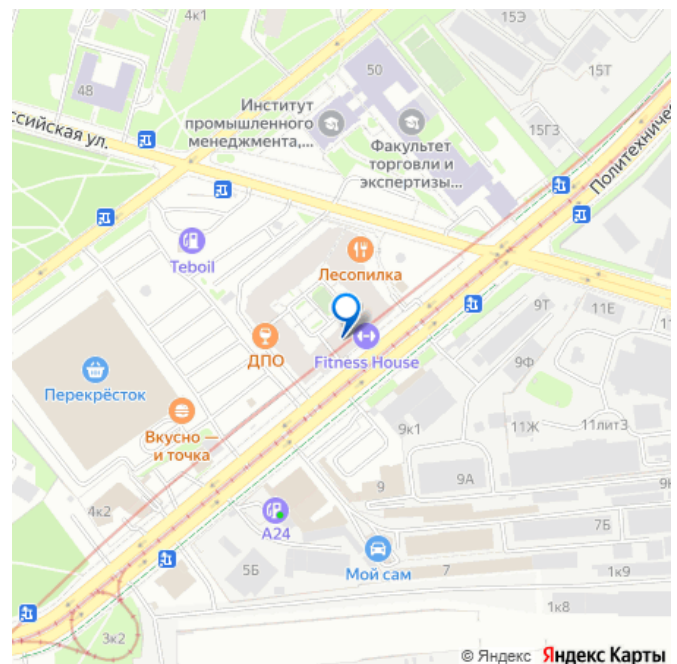 4к1
15Э
48
50
15Т
Институт
промышленного
менеджмента,...
Факультет
торговли и
экспертизы...
15Г3
ссийская ул.
Политехничес
Teboil
Лесопилка
9Т
11Е
ДПО
Fitness House
9Ф
Перекрёсток
Вкусно —
и точка
9к1
11Ж
11лит3
9А
9
4к2
А24
7Б
5Б
Мой сам
7
1к9
1к8
3к2
© Яндекс Яндекс Карты